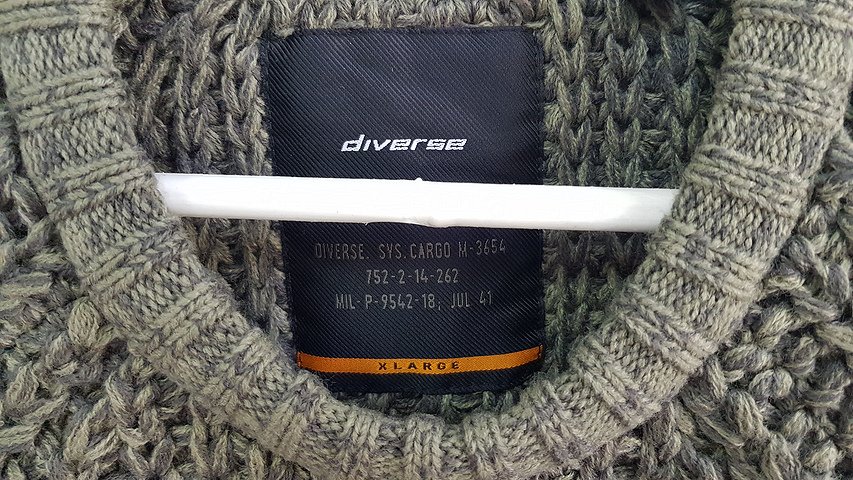 diverse
DIVERSE. SYS.CARGO M-3654
752-2-14-262
MIL-P-9542-18; JUL 41
XLARGE